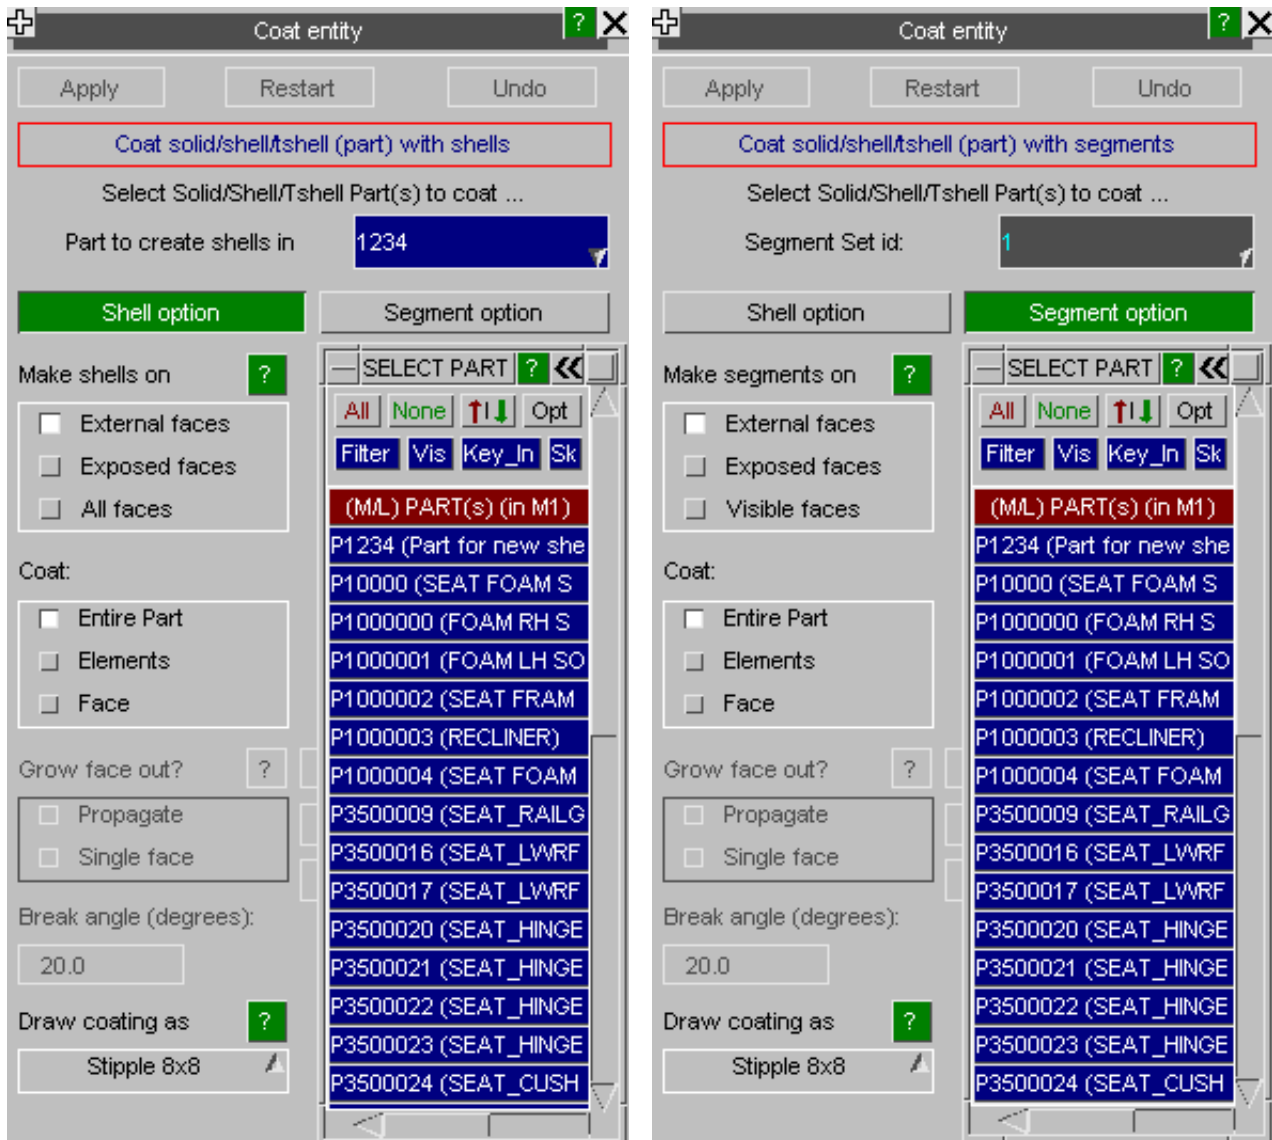 Coat entity ?
Apply Restart Undo
Coat solid/shell/tshell (part) with shells
Select Solid/Shell/Tshell Part(s) to coat ...
Part to create shells in 1234
Shell option Segment option
Make shells on ?
External faces
Exposed faces
All faces
Coat:
Entire Part
Elements
Face
Grow face out? ?
Propagate
Single face
Break angle (degrees):
20.0
Draw coating as ?
Stipple 8x8
SELECT PART ?
All None Opt
Filter Vis Key_In Sk
(M/L) PART(s) (in M1)
P1234 (Part for new she
P10000 (SEAT FOAM S
P1000000 (FOAM RH S
P1000001 (FOAM LH SO
P1000002 (SEAT FRAM
P1000003 (RECLINER)
P1000004 (SEAT FOAM
P3500009 (SEAT_RAILG
P3500016 (SEAT_LWRF
P3500017 (SEAT_LWRF
P3500020 (SEAT_HINGE
P3500021 (SEAT_HINGE
P3500022 (SEAT_HINGE
P3500023 (SEAT_HINGE
P3500024 (SEAT_CUSH
Coat entity ?
Apply Restart Undo
Coat solid/shell/tshell (part) with segments
Select Solid/Shell/Tshell Part(s) to coat ...
Segment Set id: 1
Shell option Segment option
Make segments on ?
External faces
Exposed faces
Visible faces
Coat:
Entire Part
Elements
Face
Grow face out? ?
Propagate
Single face
Break angle (degrees):
20.0
Draw coating as ?
Stipple 8x8
SELECT PART ?
All None Opt
Filter Vis Key_In Sk
(M/L) PART(s) (in M1)
P1234 (Part for new she
P10000 (SEAT FOAM S
P1000000 (FOAM RH S
P1000001 (FOAM LH SO
P1000002 (SEAT FRAM
P1000003 (RECLINER)
P1000004 (SEAT FOAM
P3500009 (SEAT_RAILG
P3500016 (SEAT_LWRF
P3500017 (SEAT_LWRF
P3500020 (SEAT_HINGE
P3500021 (SEAT_HINGE
P3500022 (SEAT_HINGE
P3500023 (SEAT_HINGE
P3500024 (SEAT_CUSH